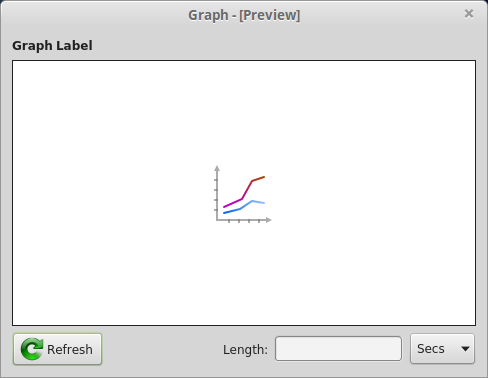 Graph - [Preview]
Graph Label
Refresh
Length:
Secs